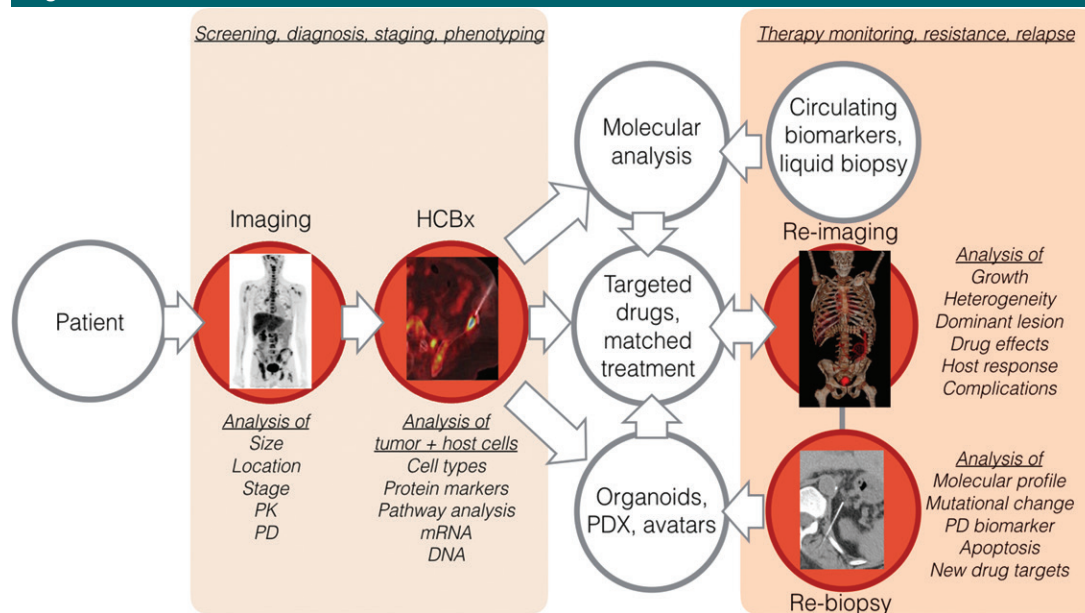 Screening, diagnosis, staging, phenotyping
Therapy monitoring, resistance, relapse
Patient
Imaging
Analysis of
Size
Location
Stage
PK
PD
HCBx
Analysis of
tumor + host cells
Cell types
Protein markers
Pathway analysis
mRNA
DNA
Molecular
analysis
Targeted
drugs,
matched
treatment
Organoids,
PDX, avatars
Circulating
biomarkers,
liquid biopsy
Re-imaging
Analysis of
Growth
Heterogeneity
Dominant lesion
Drug effects
Host response
Complications
Analysis of
Molecular profile
Mutational change
PD biomarker
Apoptosis
New drug targets
Re-biopsy